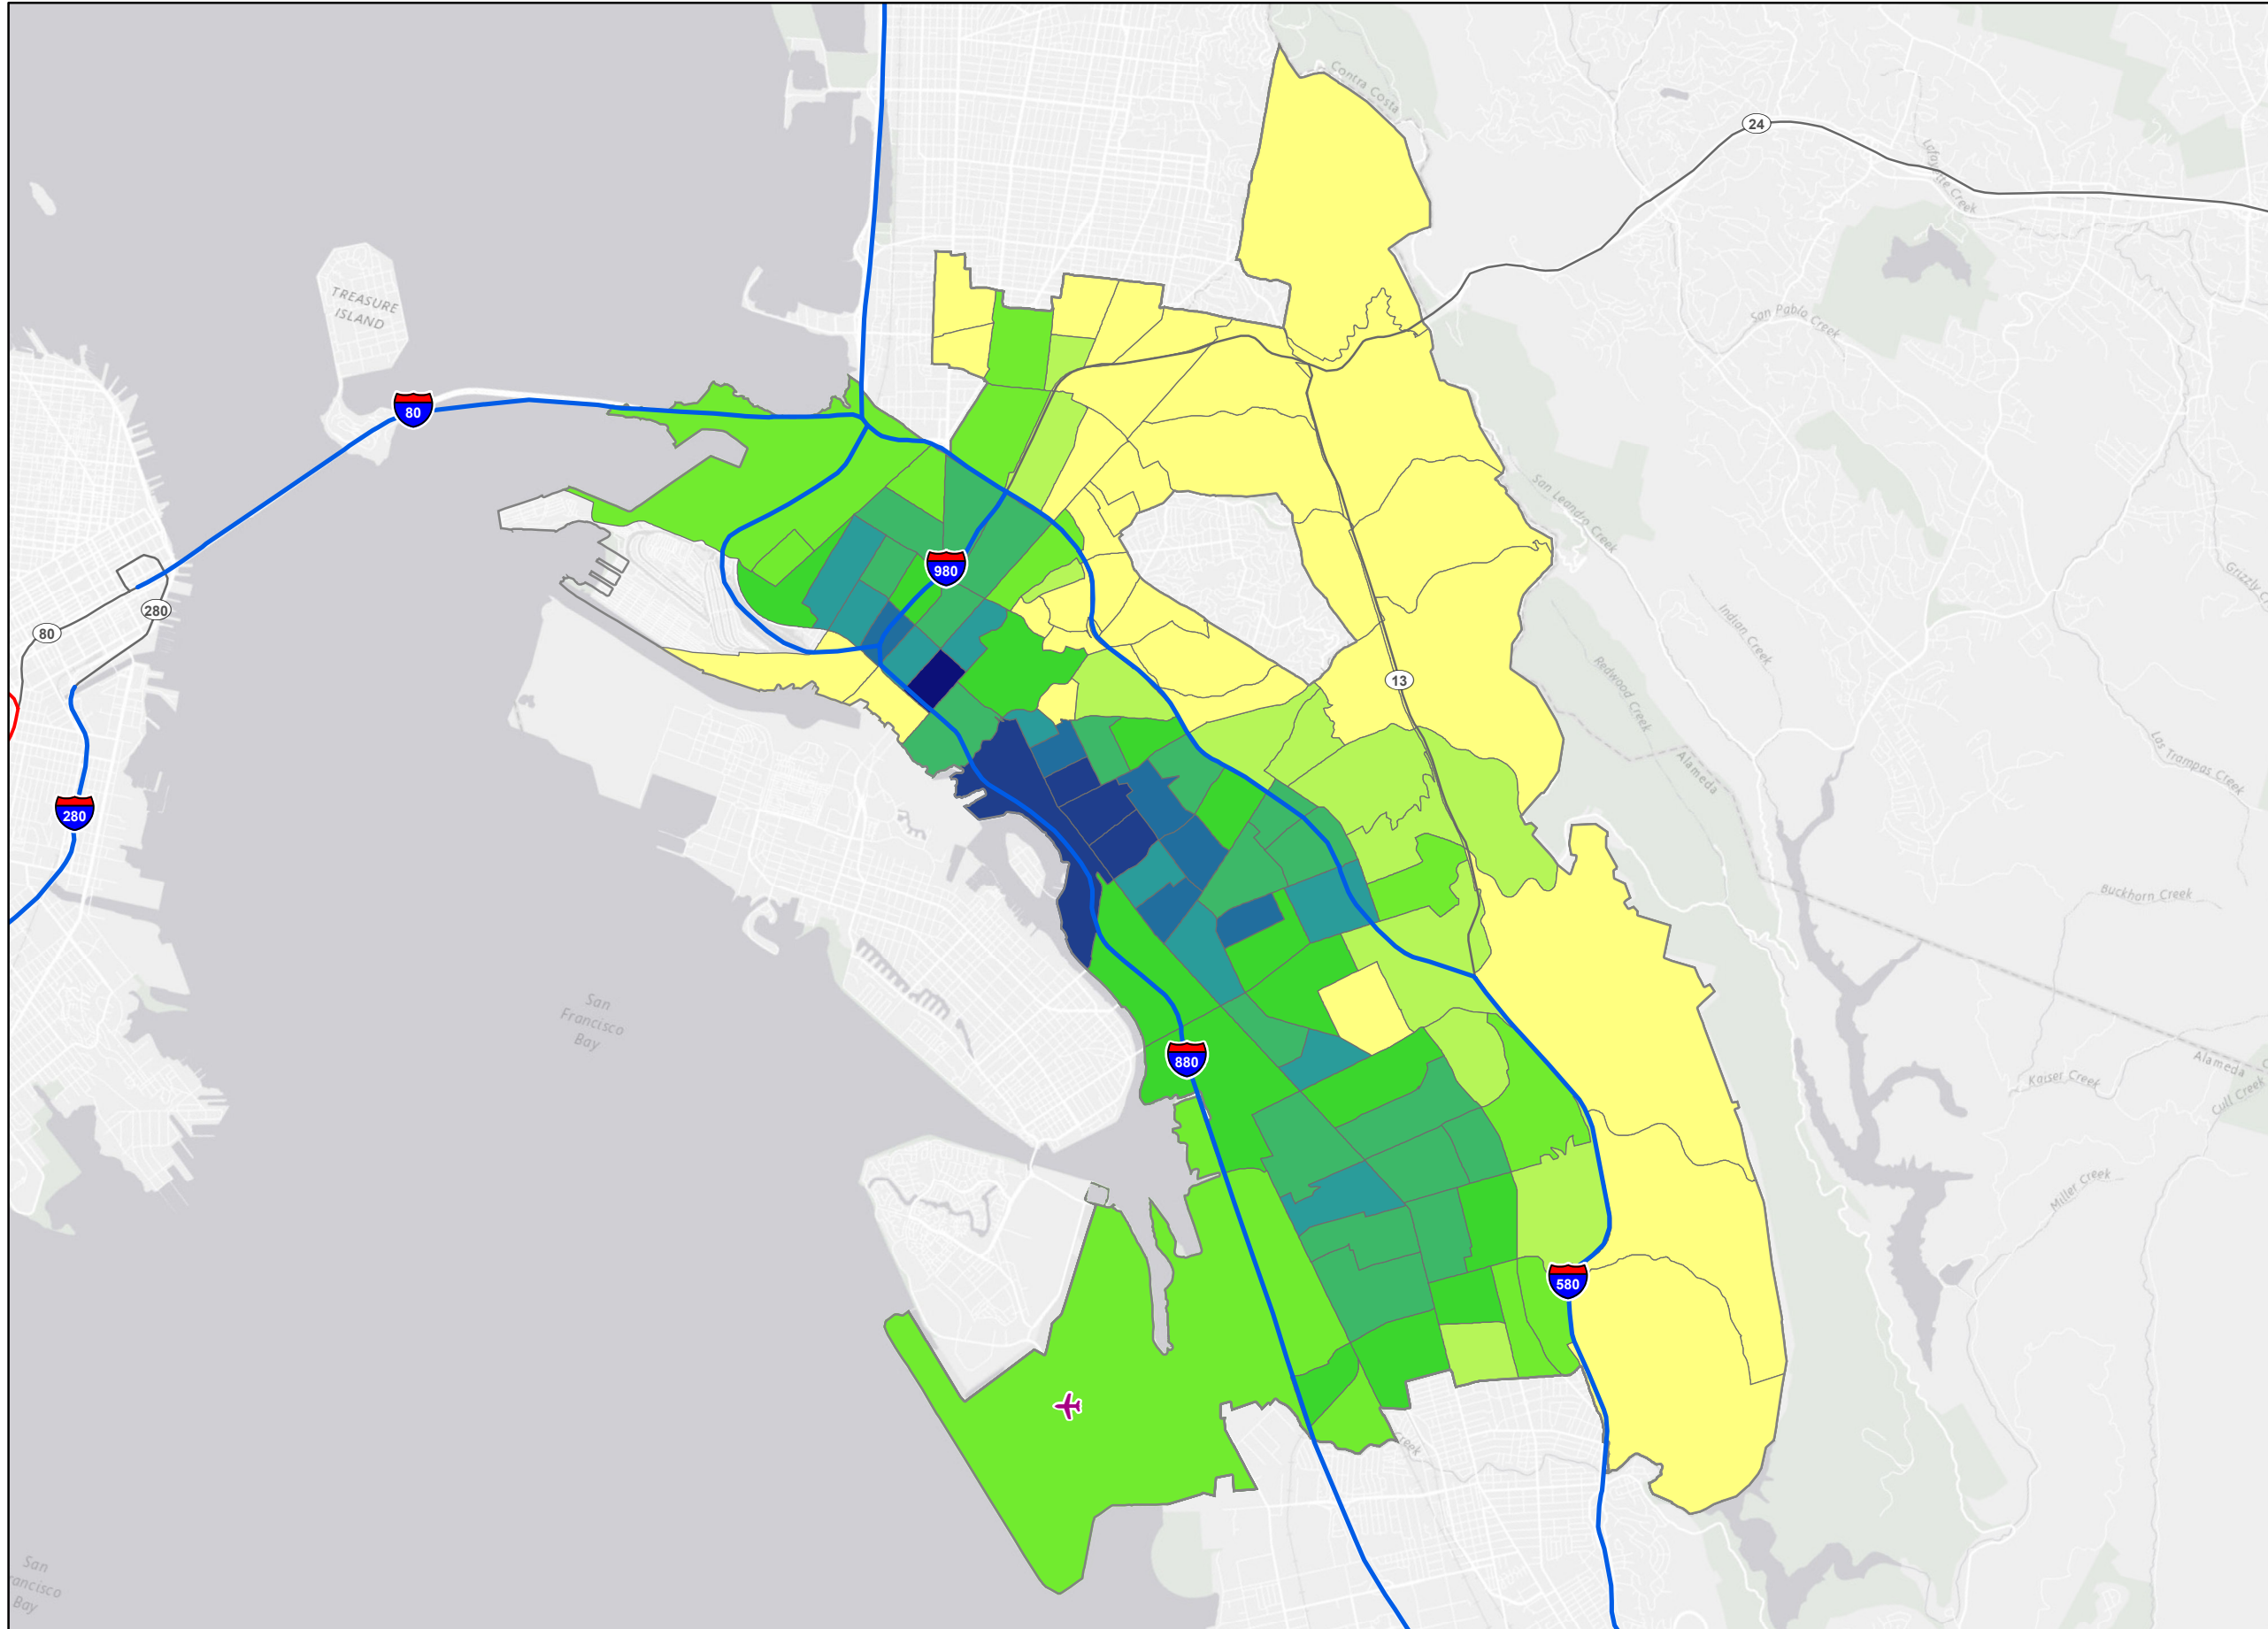 Contra Costa
24
Lafayette Creek
TREASURE
ISLAND
San Pablo Creek
80
San Leandro Creek
980
Grizzly
280
80
Indian Creek
Redwood Creek
13
Las Trampas Creek
Alameda
280
Buckhorn Creek
San
Francisco
Bay
880
Alameda
Kaiser Creek
Cull Creek
Miller Creek
580
Creek
San
Bay